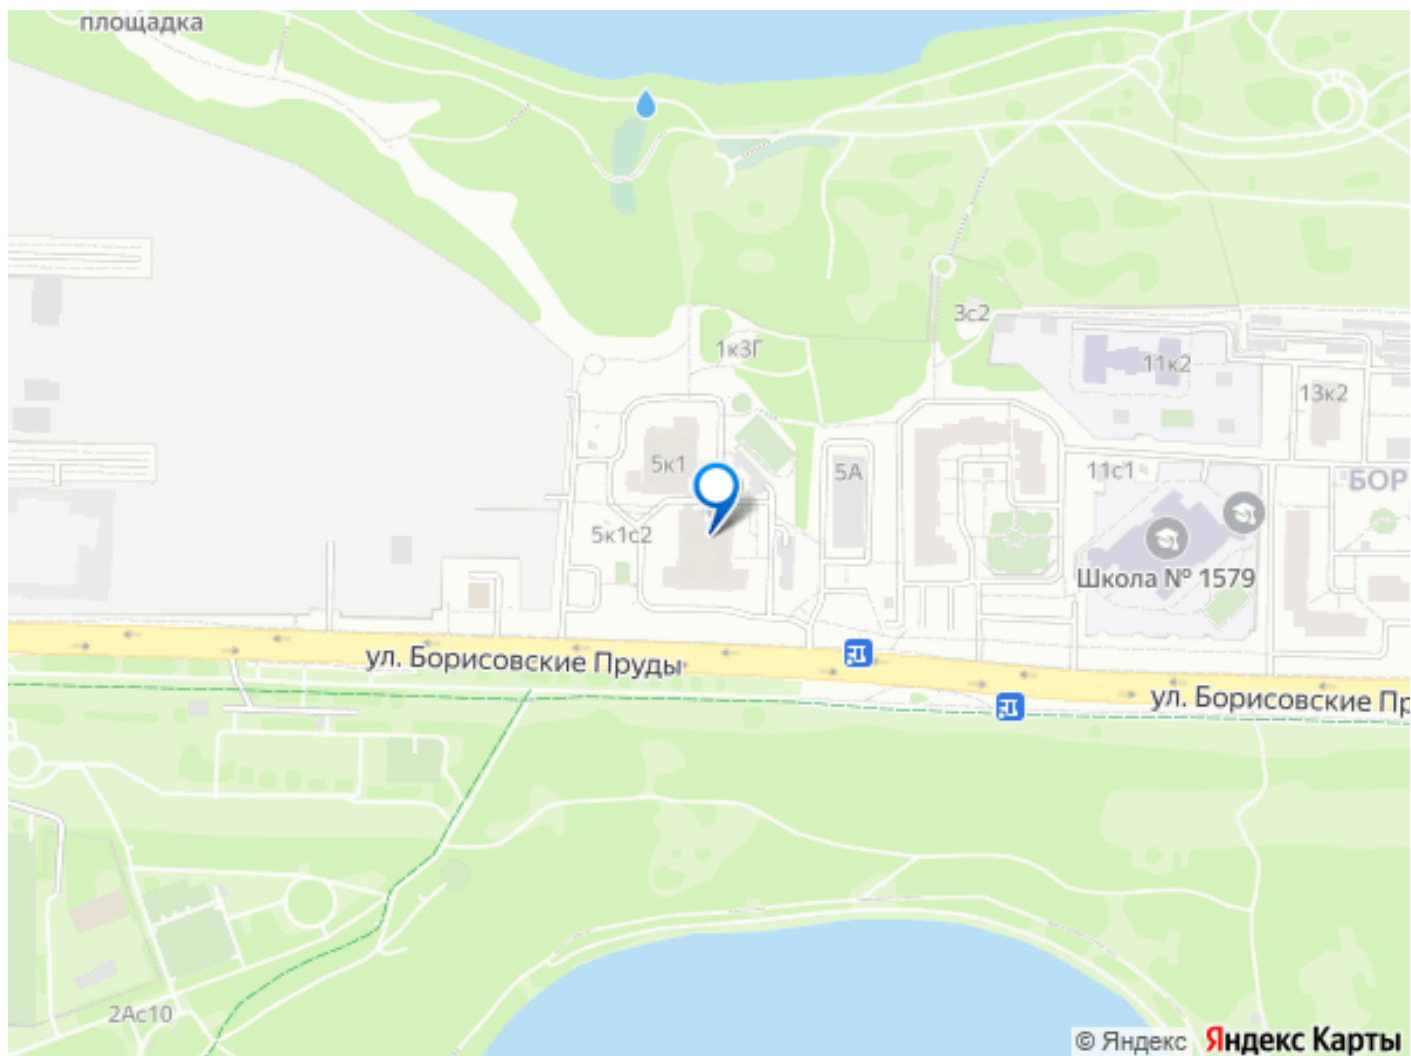 площадка
3с2
1к3Г
11к2
13к2
5к1
5А
11с1
БОР
5к1с2
Школа № 1579
ул. Борисовские Пруды
ул. Борисовские Пр
2Ас10
© Яндекс Яндекс Карты